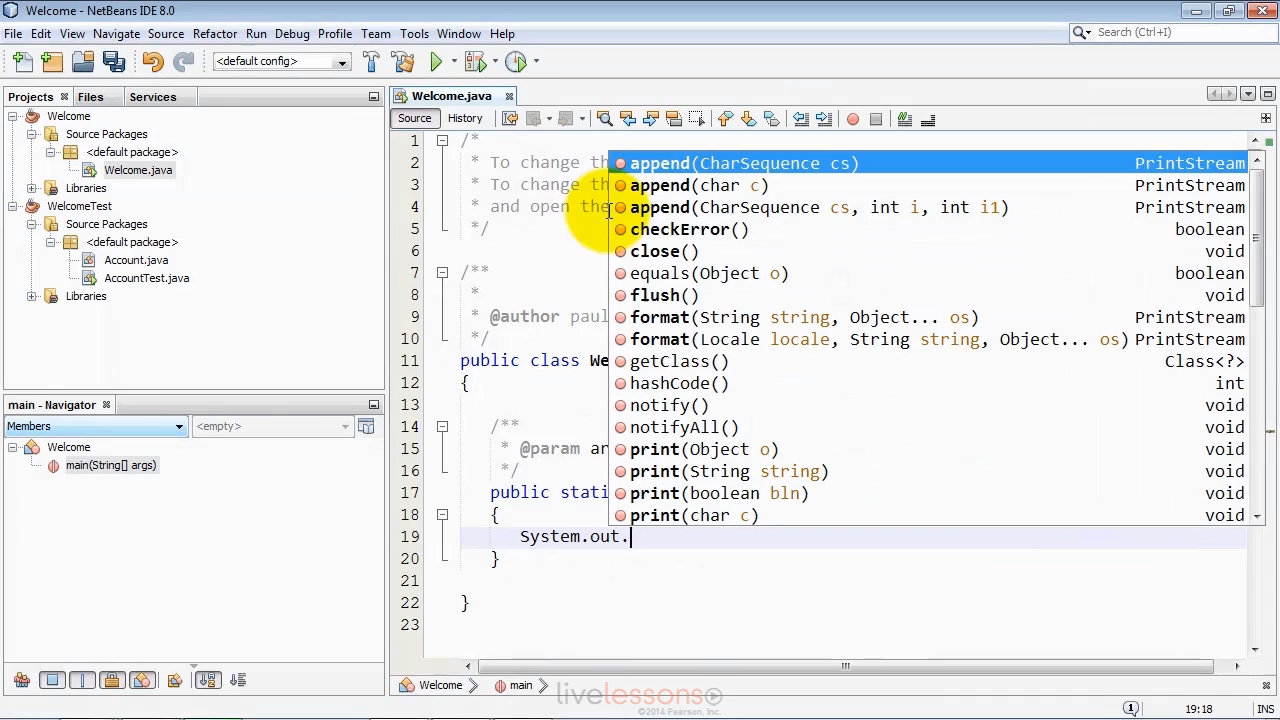 Welcome - NetBeans IDE 8.0
File Edit View Navigate Source Refactor Run Debug Profile Team Tools Window Help
Search (Ctrl+I)
<default config>
Projects Files Services
Welcome
Source Packages
<default package>
Welcome.java
Libraries
WelcomeTest
Source Packages
<default package>
Account.java
AccountTest.java
Libraries
main - Navigator
Members
<empty>
Welcome
main(String[] args)
Welcome.java
Source History
1 /*
2 * To change th
3 * To change th
4 * and open the
5 */
6
7 /**
8 *
9 * @author paul
10 */
11 public class We
12 {
13
14 /**
15 * @param ar
16 */
17 public stati
18 {
19 System.out.
20 }
21
22 }
23
append(CharSequence cs) PrintStream
append(char c) PrintStream
append(CharSequence cs, int i, int i1) PrintStream
checkError() boolean
close() void
equals(Object o) boolean
flush() void
format(String string, Object... os) PrintStream
format(Locale locale, String string, Object... os) PrintStream
getClass() Class<?>
hashCode() int
notify() void
notifyAll() void
print(Object o) void
print(String string) void
print(boolean bln) void
print(char c) void
Welcome main
livelessons
©2014 Pearson, Inc.
1 19:18 INS